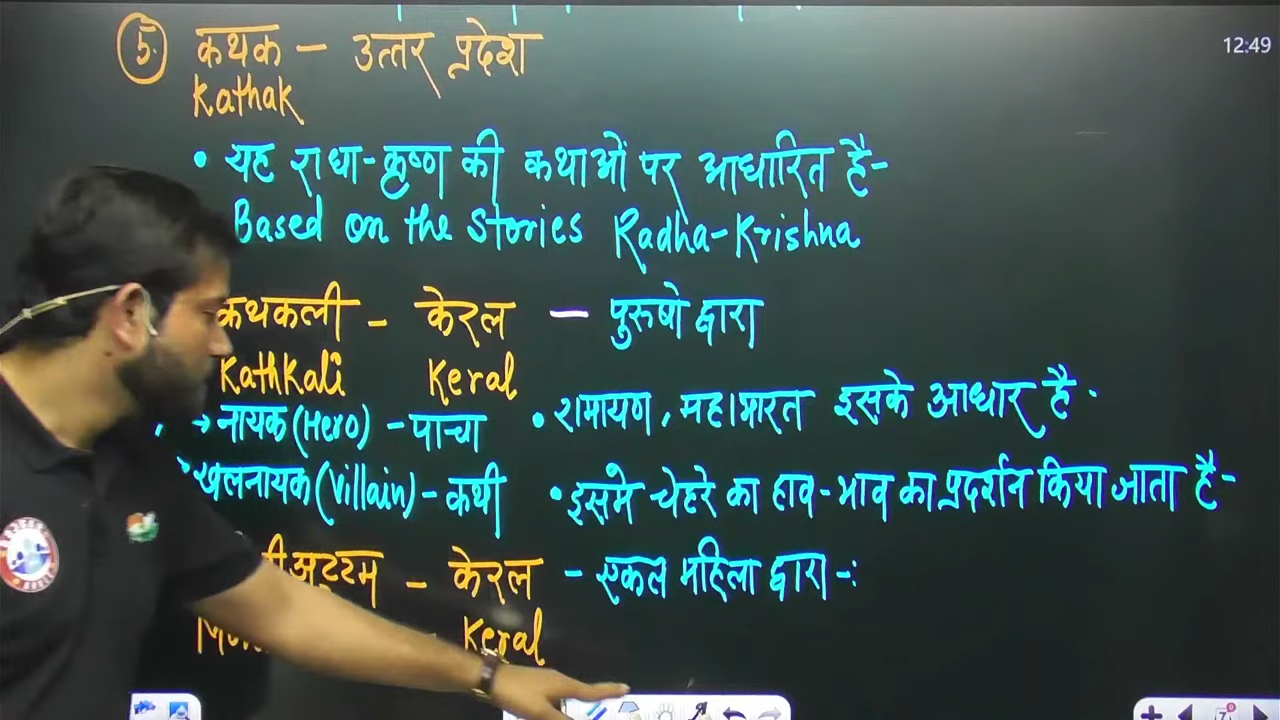 5. कथक – उत्तर प्रदेश
Kathak
• यह राधा-कृष्ण की कथाओं पर आधारित है-
Based on the Stories Radha-Krishna
कथकली – केरल – पुरुषो द्वारा
Kathkali Keral
→ नायक (Hero) - पाचा • रामायण, महाभारत इसके आधार है.
खलनायक (Villain) - कथी • इसमे चेहरे का हाव-भाव का प्रदर्शन किया जाता है-
केरल - एकल महिला द्वारा -:
Keral
12:49